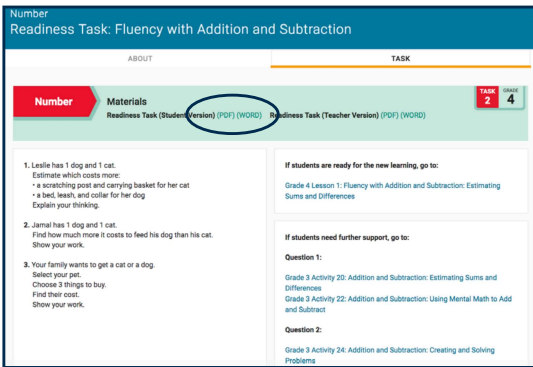 Number
Readiness Task: Fluency with Addition and Subtraction
ABOUT
TASK
Number
Materials
Readiness Task (Student Version) (PDF) (WORD) Readiness Task (Teacher Version) (PDF) (WORD)
TASK
2
GRADE
4
1. Leslie has 1 dog and 1 cat.
Estimate which costs more:
• a scratching post and carrying basket for her cat
• a bed, leash, and collar for her dog
Explain your thinking.
2. Jamal has 1 dog and 1 cat.
Find how much more it costs to feed his dog than his cat.
Show your work.
3. Your family wants to get a cat or a dog.
Select your pet.
Choose 3 things to buy.
Find their cost.
Show your work.
If students are ready for the new learning, go to:
Grade 4 Lesson 1: Fluency with Addition and Subtraction: Estimating
Sums and Differences
If students need further support, go to:
Question 1:
Grade 3 Activity 20: Addition and Subtraction: Estimating Sums and
Differences
Grade 3 Activity 22: Addition and Subtraction: Using Mental Math to Add
and Subtract
Question 2:
Grade 3 Activity 24: Addition and Subtraction: Creating and Solving
Problems